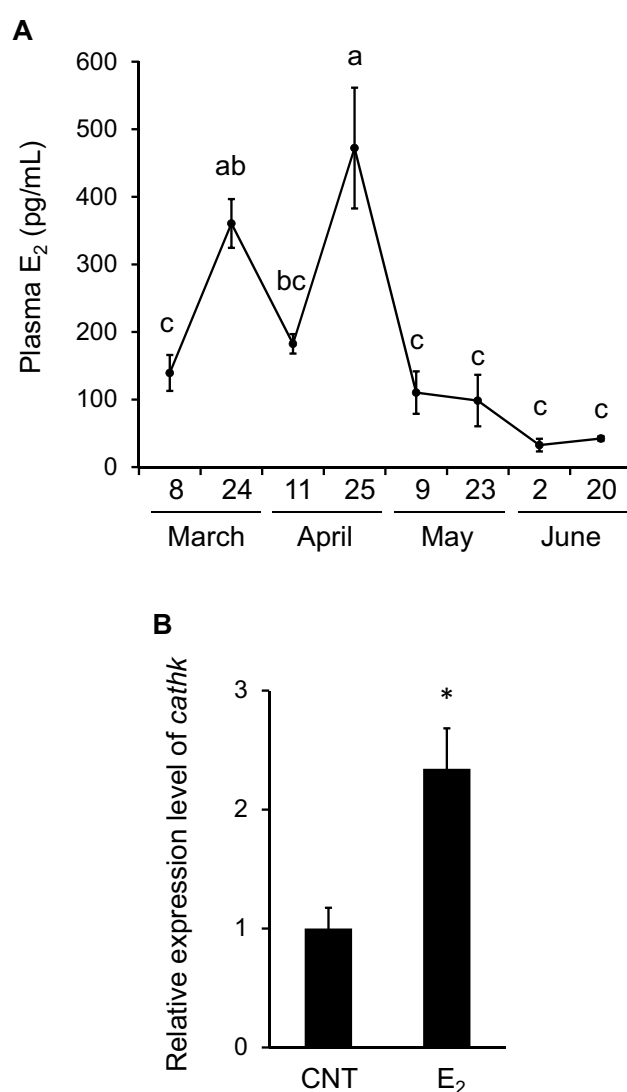 A
600
a
500
ab
400
Plasma E₂ (pg/mL)
300
bc
200
c
c
c
100
c
c
0
8 24 11 25 9 23 2 20
March April May June
B
Relative expression level of cathk
3
*
2
1
0
CNT E₂